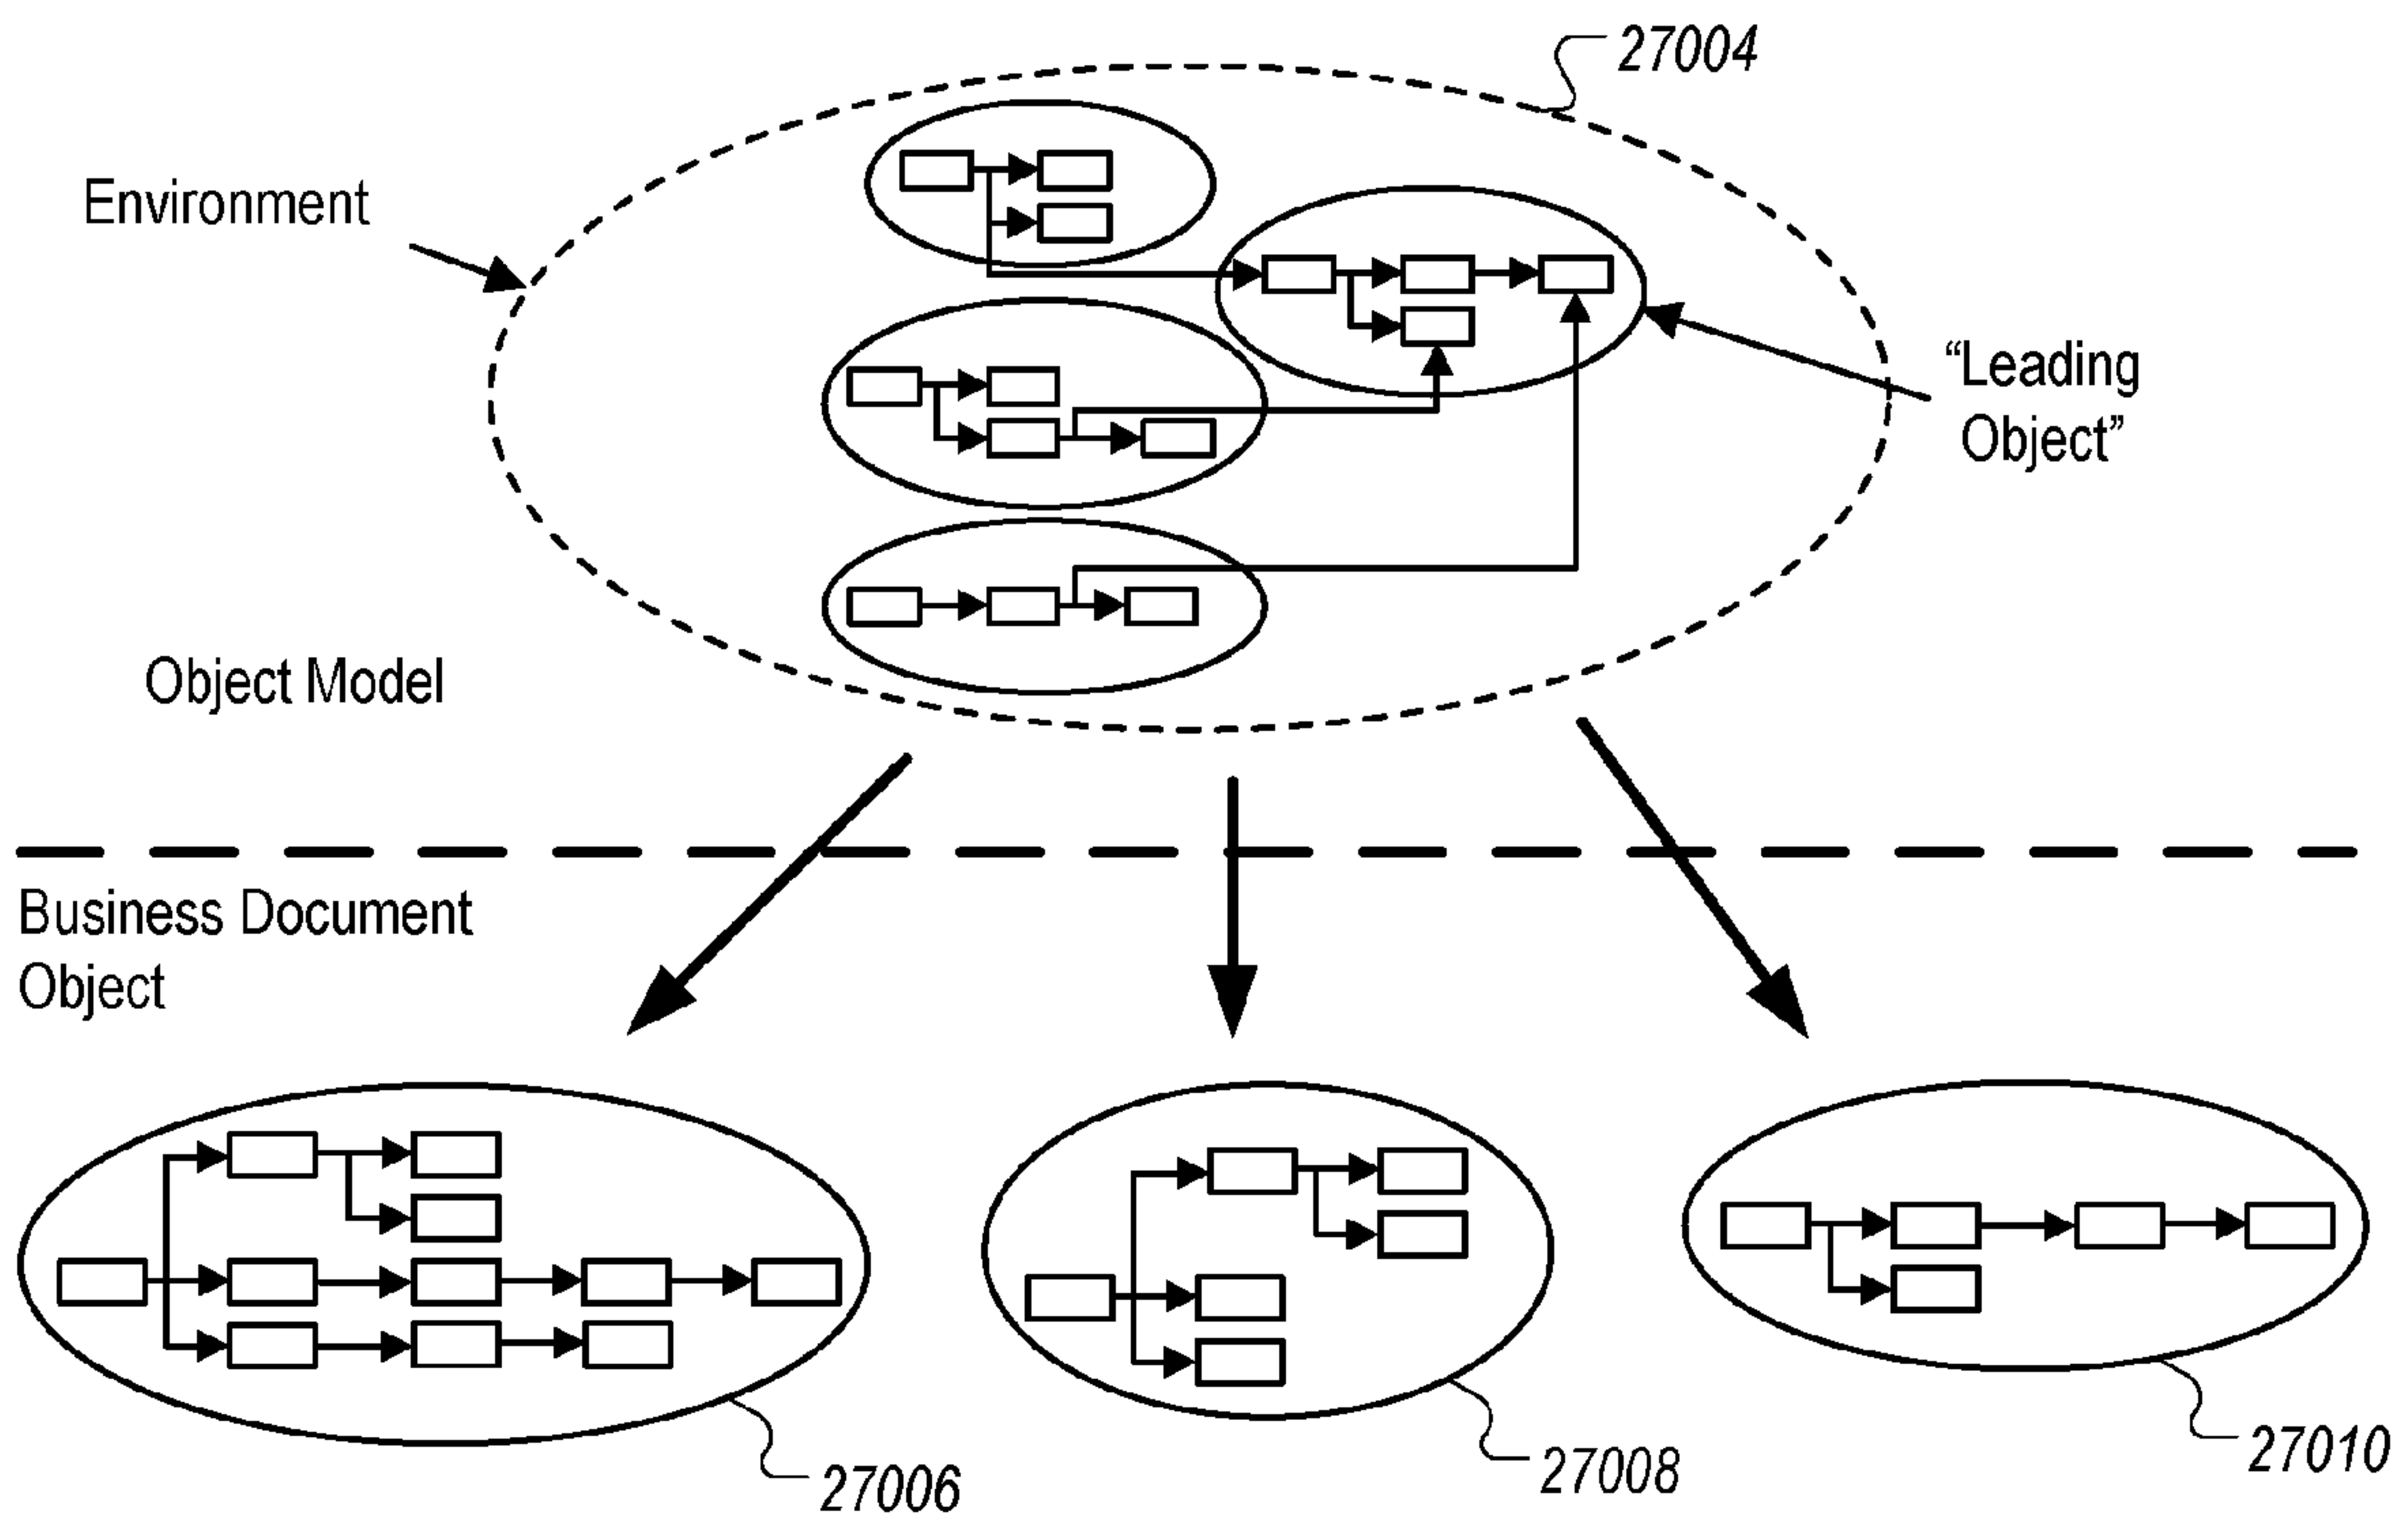 27004
Environment
“Leading
Object”
Object Model
Business Document
Object
27006
27008
27010